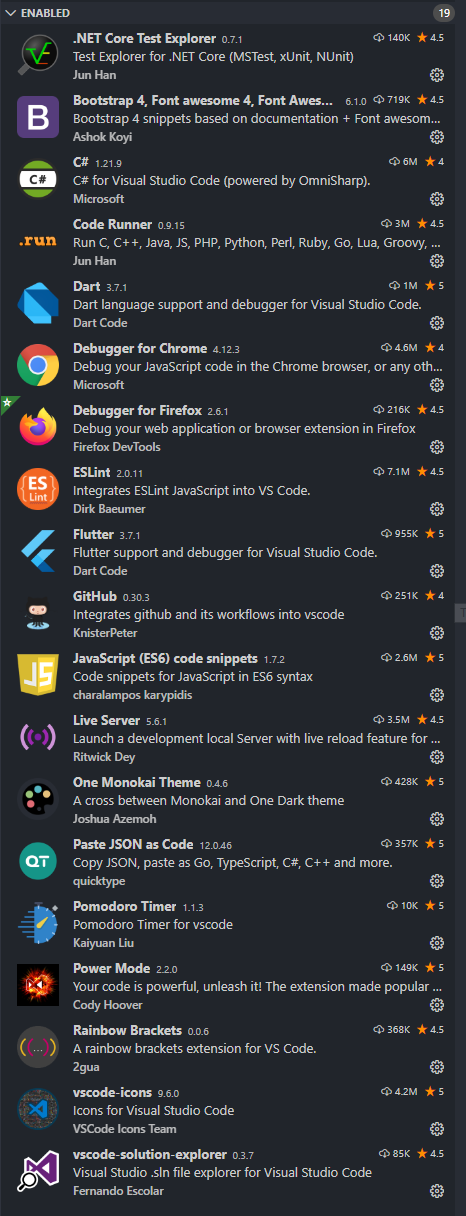 ENABLED 19
.NET Core Test Explorer 0.7.1 140K 4.5
Test Explorer for .NET Core (MSTest, xUnit, NUnit)
Jun Han
B
Bootstrap 4, Font awesome 4, Font Awes... 6.1.0 719K 4.5
Bootstrap 4 snippets based on documentation + Font awesom...
Ashok Koyi
C#
C# 1.21.9 6M 4
C# for Visual Studio Code (powered by OmniSharp).
Microsoft
.run
Code Runner 0.9.15 3M 4.5
Run C, C++, Java, JS, PHP, Python, Perl, Ruby, Go, Lua, Groovy, ...
Jun Han
Dart 3.7.1 1M 5
Dart language support and debugger for Visual Studio Code.
Dart Code
Debugger for Chrome 4.12.3 4.6M 4
Debug your JavaScript code in the Chrome browser, or any oth...
Microsoft
Debugger for Firefox 2.6.1 216K 4.5
Debug your web application or browser extension in Firefox
Firefox DevTools
ES
Lint
ESLint 2.0.11 7.1M 4.5
Integrates ESLint JavaScript into VS Code.
Dirk Baeumer
Flutter 3.7.1 955K 5
Flutter support and debugger for Visual Studio Code.
Dart Code
GitHub 0.30.3 251K 4
Integrates github and its workflows into vscode
KnisterPeter
JS
JavaScript (ES6) code snippets 1.7.2 2.6M 5
Code snippets for JavaScript in ES6 syntax
charalampos karypidis
Live Server 5.6.1 3.5M 4.5
Launch a development local Server with live reload feature for ...
Ritwick Dey
One Monokai Theme 0.4.6 428K 5
A cross between Monokai and One Dark theme
Joshua Azemoh
QT
Paste JSON as Code 12.0.46 357K 5
Copy JSON, paste as Go, TypeScript, C#, C++ and more.
quicktype
Pomodoro Timer 1.1.3 10K 5
Pomodoro Timer for vscode
Kaiyuan Liu
Power Mode 2.2.0 149K 5
Your code is powerful, unleash it! The extension made popular ...
Cody Hoover
(...)
Rainbow Brackets 0.0.6 368K 4.5
A rainbow brackets extension for VS Code.
2gua
vscode-icons 9.6.0 4.2M 5
Icons for Visual Studio Code
VSCode Icons Team
vscode-solution-explorer 0.3.7 85K 4.5
Visual Studio .sln file explorer for Visual Studio Code
Fernando Escolar